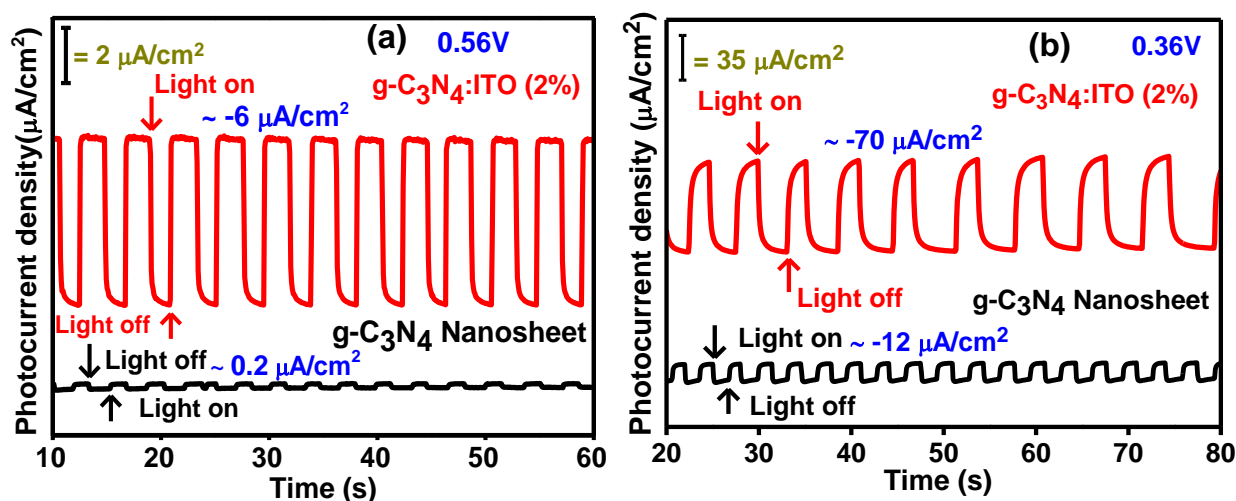 Photocurrent density(μA/cm²)
= 2 μA/cm²
(a)
0.56V
Light on
g-C₃N₄:ITO (2%)
~ -6 μA/cm²
Light off
g-C₃N₄ Nanosheet
Light off
~ 0.2 μA/cm²
Light on
10 20 30 40 50 60
Time (s)
Photocurrent density (μA/cm²)
= 35 μA/cm²
(b)
0.36V
Light on
g-C₃N₄:ITO (2%)
~ -70 μA/cm²
Light off
g-C₃N₄ Nanosheet
Light on
~ -12 μA/cm²
Light off
20 30 40 50 60 70 80
Time (s)